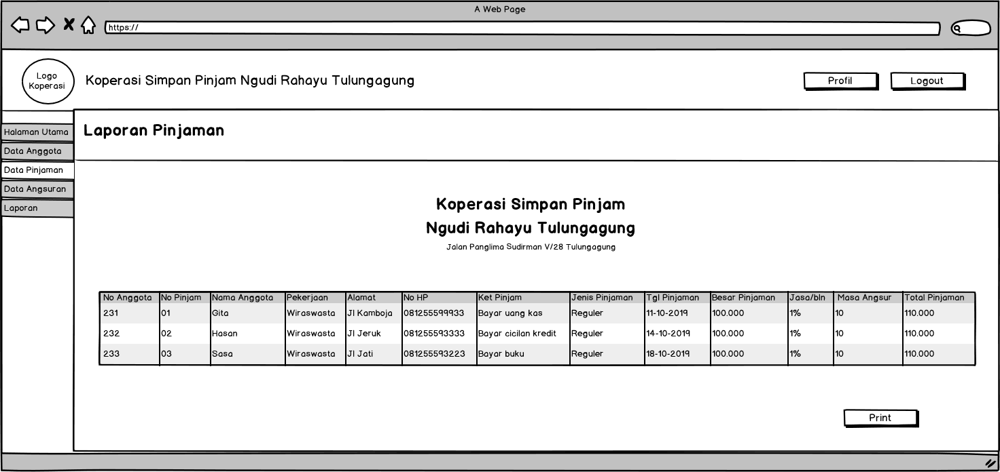 A Web Page
https://
Logo
Koperasi
Koperasi Simpan Pinjam Ngudi Rahayu Tulungagung
Profil
Logout
Halaman Utama
Data Anggota
Data Pinjaman
Data Angsuran
Laporan
Laporan Pinjaman
Koperasi Simpan Pinjam
Ngudi Rahayu Tulungagung
Jalan Panglima Sudirman V/28 Tulungagung
No Anggota No Pinjam Nama Anggota Pekerjaan Alamat No HP Ket Pinjam Jenis Pinjaman Tgl Pinjaman Besar Pinjaman Jasa/bln Masa Angsur Total Pinjaman
231 01 Gita Wiraswasta Jl Kamboja 081255599933 Bayar uang kas Reguler 11-10-2019 100.000 1% 10 110.000
232 02 Hasan Wiraswasta Jl Jeruk 081255593333 Bayar cicilan kredit Reguler 14-10-2019 100.000 1% 10 110.000
233 03 Sasa Wiraswasta Jl Jati 081255593223 Bayar buku Reguler 18-10-2019 100.000 1% 10 110.000
Print